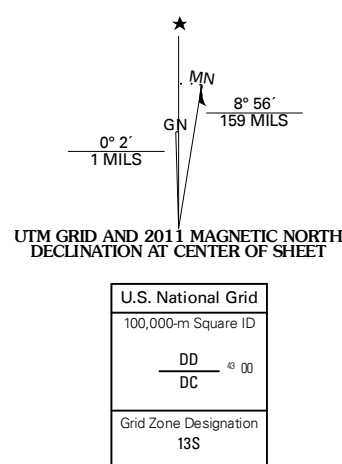 ★
MN
8° 56´
159 MILS
GN
0° 2´
1 MILS
UTM GRID AND 2011 MAGNETIC NORTH
DECLINATION AT CENTER OF SHEET
U.S. National Grid
100,000-m Square ID
DD
43 00
DC
Grid Zone Designation
13S